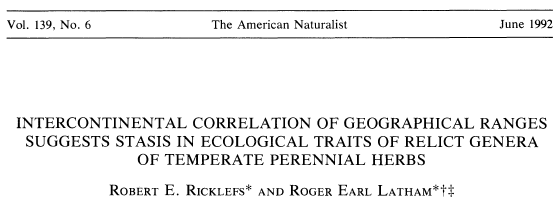 Vol. 139, No. 6 The American Naturalist June 1992
INTERCONTINENTAL CORRELATION OF GEOGRAPHICAL RANGES
SUGGESTS STASIS IN ECOLOGICAL TRAITS OF RELICT GENERA
OF TEMPERATE PERENNIAL HERBS
ROBERT E. RICKLEFS* AND ROGER EARL LATHAM*†‡